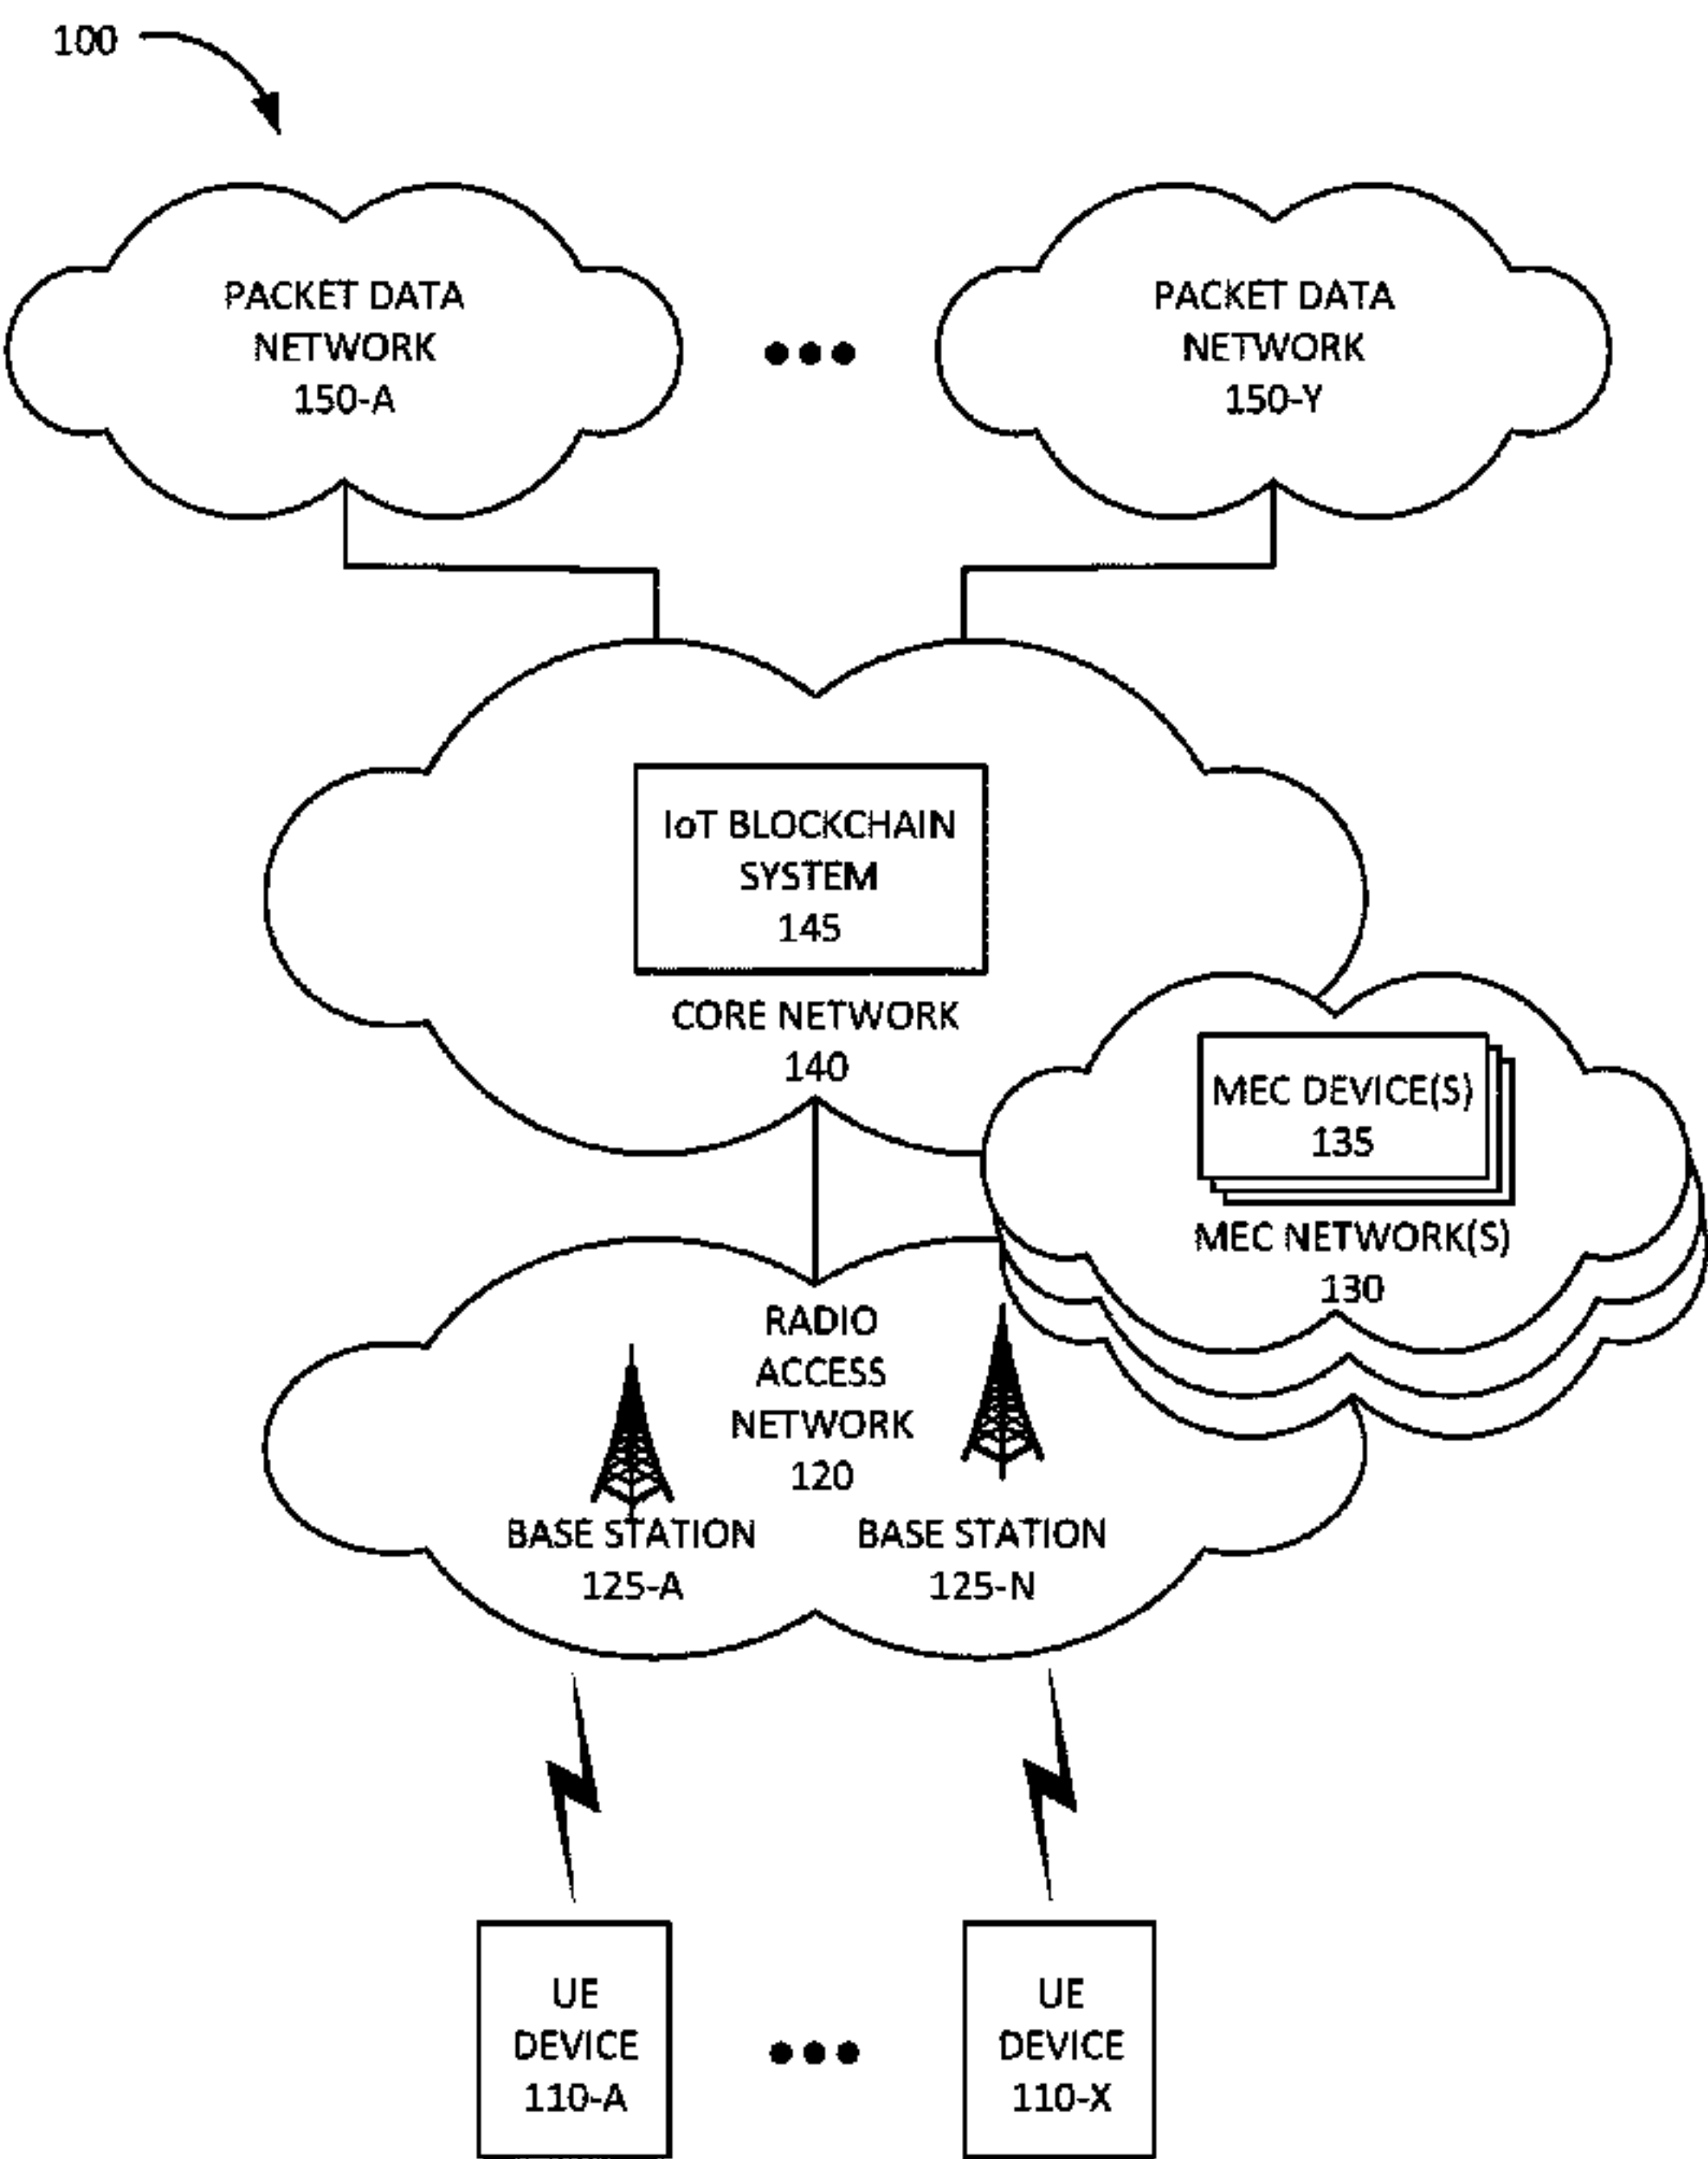 100
PACKET DATA
NETWORK
150-A
PACKET DATA
NETWORK
150-Y
IoT BLOCKCHAIN
SYSTEM
145
CORE NETWORK
140
MEC DEVICE(S)
135
MEC NETWORK(S)
130
RADIO
ACCESS
NETWORK
120
BASE STATION
125-A
BASE STATION
125-N
UE
DEVICE
110-A
UE
DEVICE
110-X